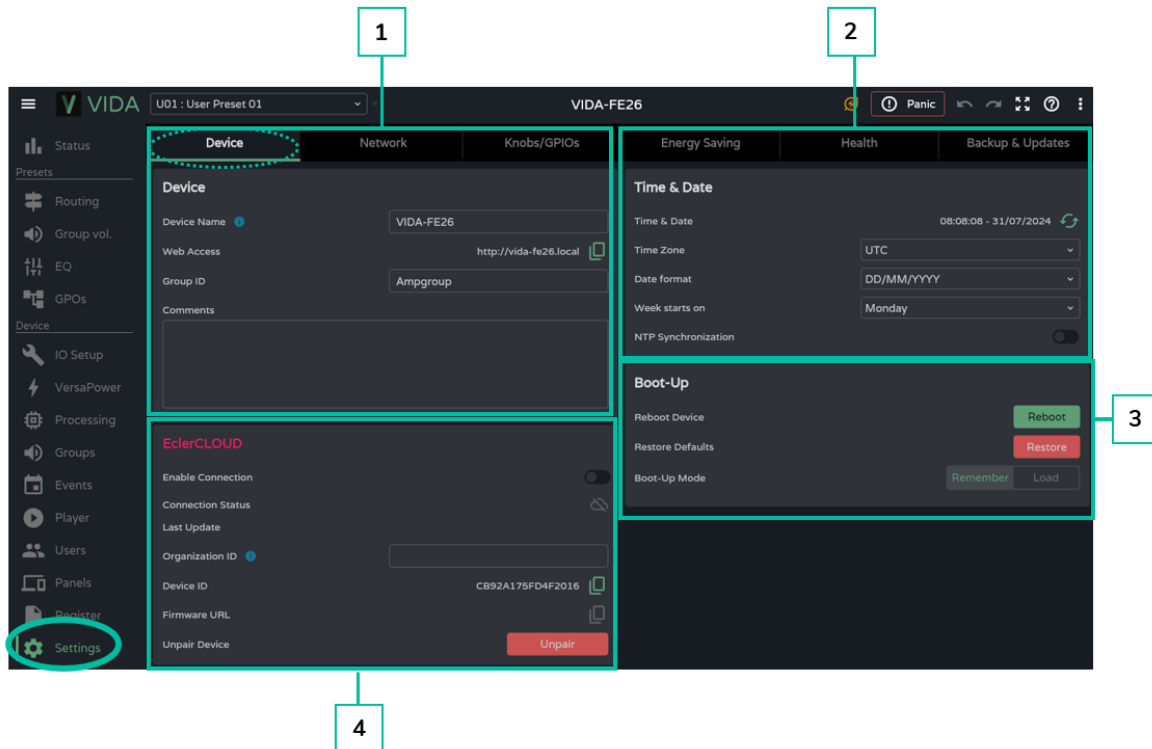 1
2
VIDA
U01 : User Preset 01
VIDA-FE26
Panic
Status
Presets
Routing
Group vol.
EQ
GPOs
Device
IO Setup
VersaPower
Processing
Groups
Events
Player
Users
Panels
Register
Settings
Device
Network
Knobs/GPIOs
Energy Saving
Health
Backup & Updates
Device
Device Name
VIDA-FE26
Web Access
http://vida-fe26.local
Group ID
Ampgroup
Comments
Time & Date
Time & Date
08:08:08 - 31/07/2024
Time Zone
UTC
Date format
DD/MM/YYYY
Week starts on
Monday
NTP Synchronization
Boot-Up
Reboot Device
Reboot
Restore Defaults
Restore
Boot-Up Mode
Remember
Load
3
EclerCLOUD
Enable Connection
Connection Status
Last Update
Organization ID
Device ID
CB92A175FD4F2016
Firmware URL
Unpair Device
Unpair
4